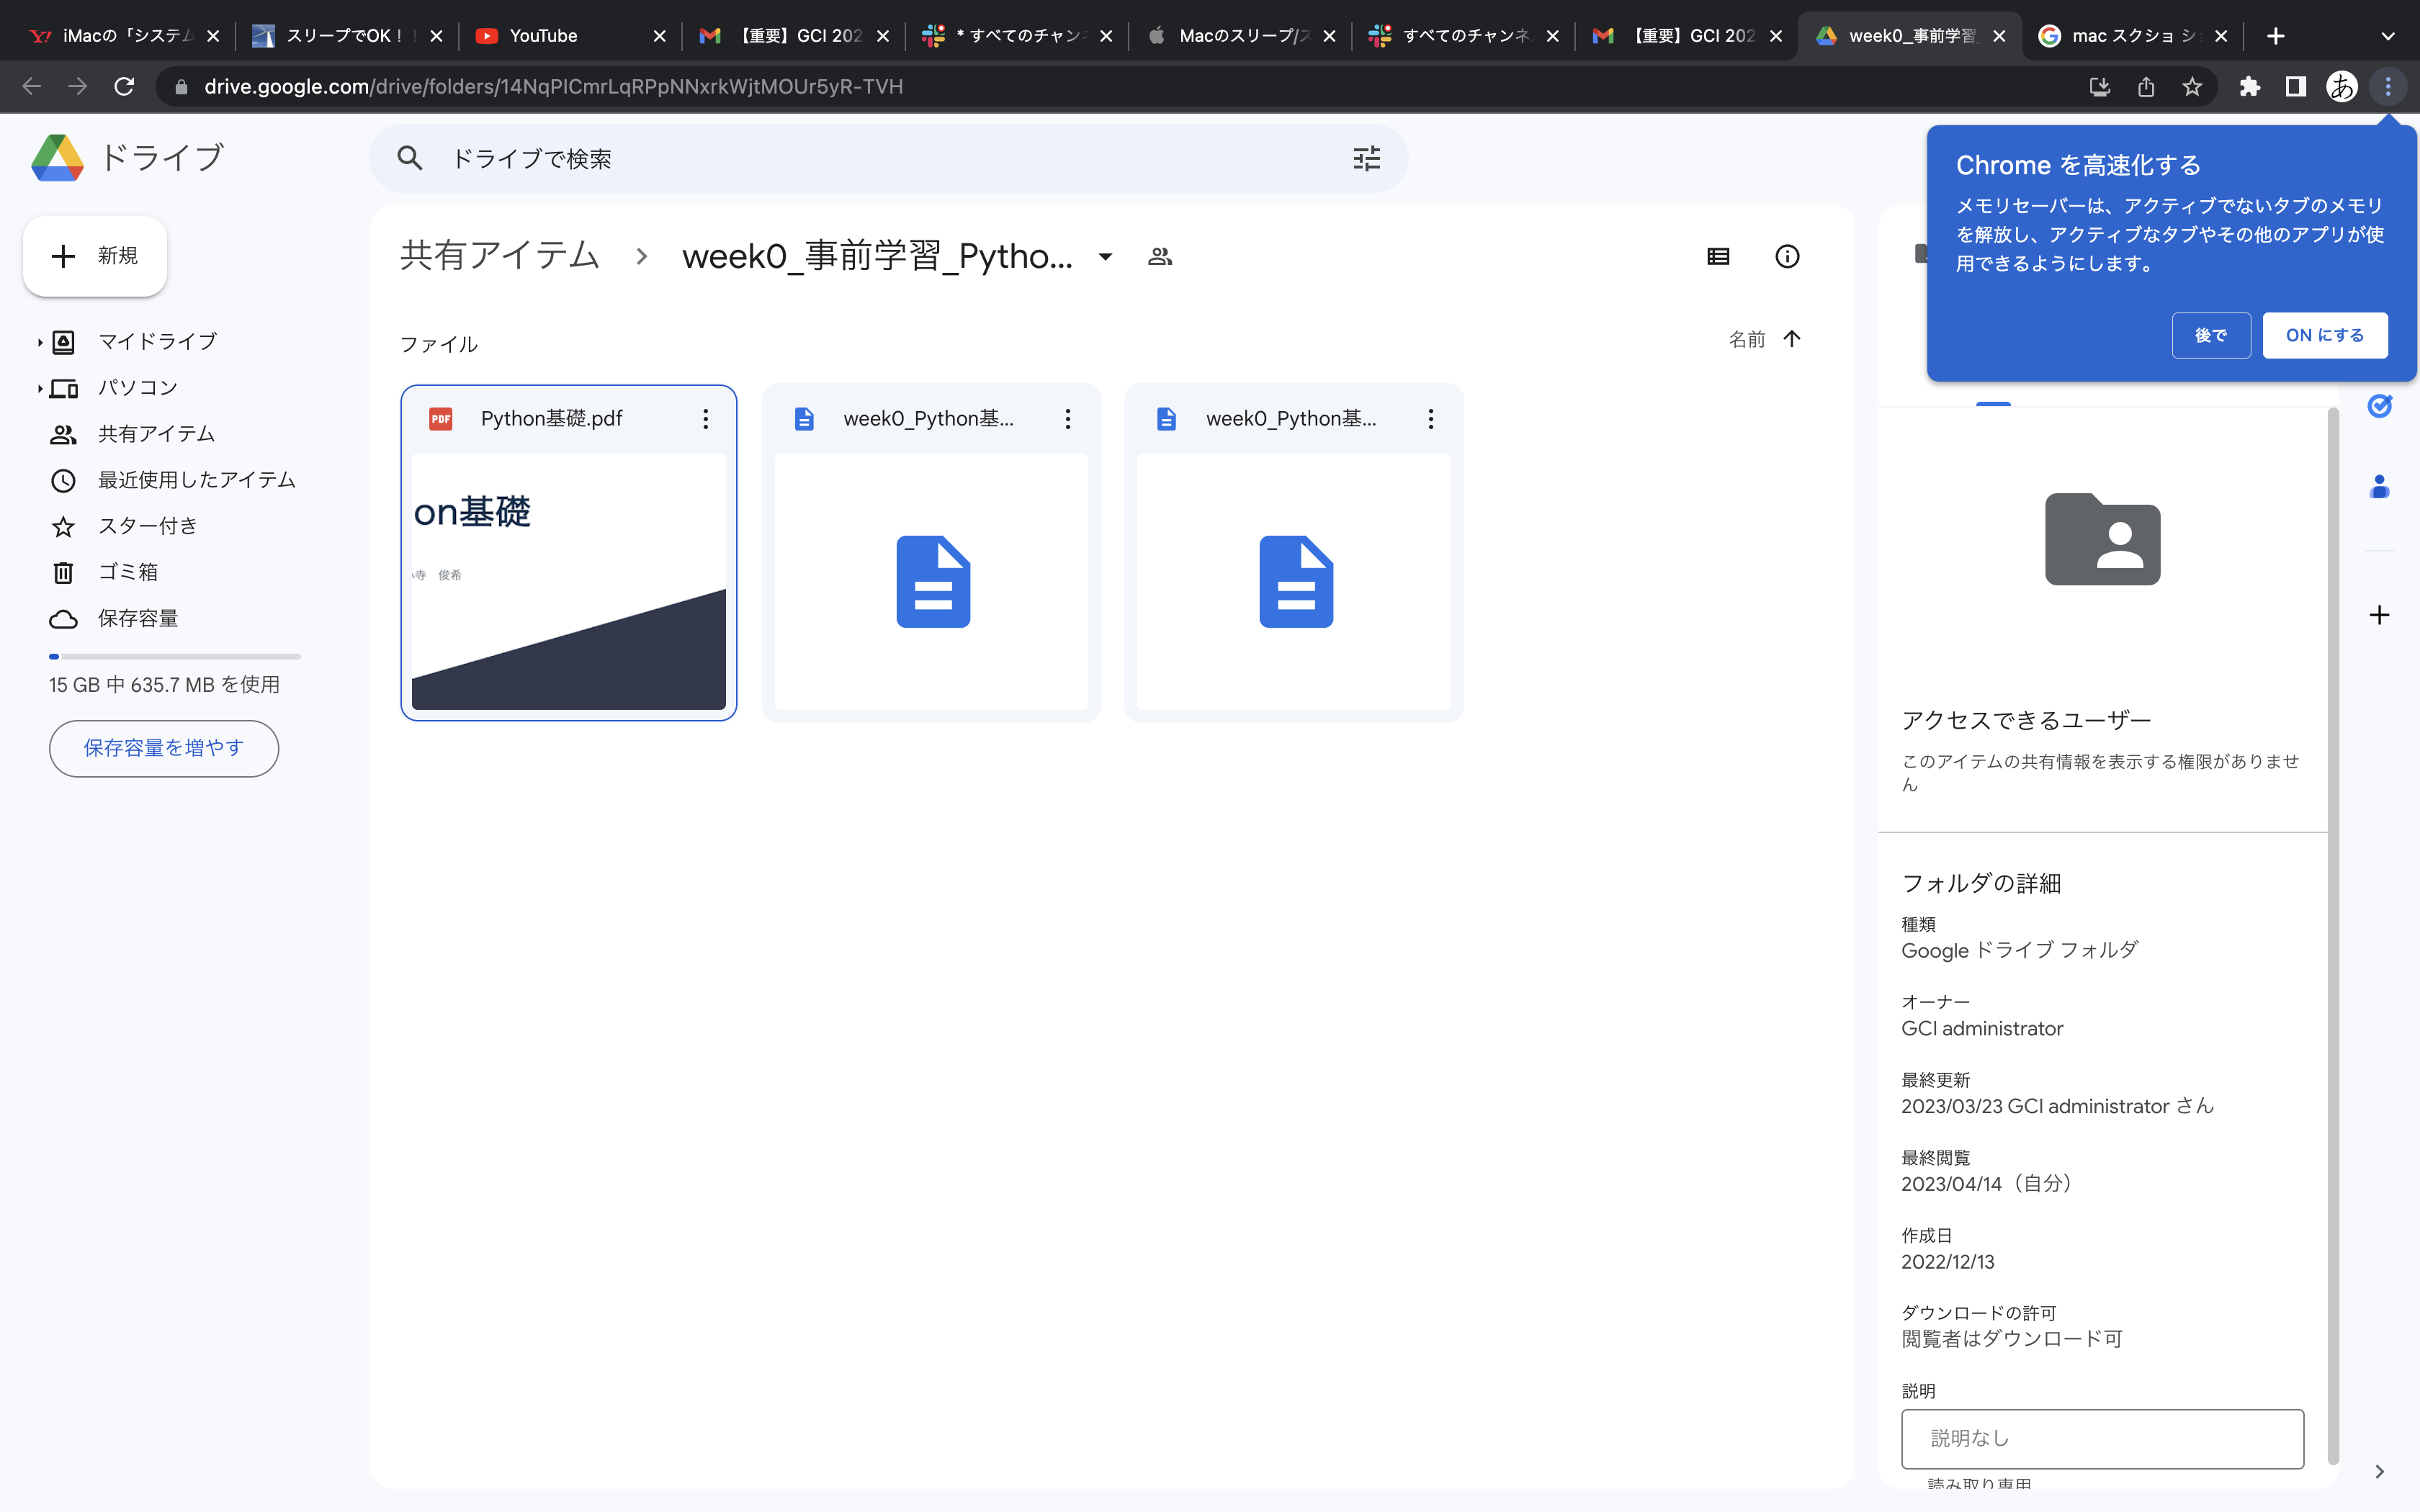 iMacの「システム
スリープでOK！
YouTube
【重要】GCI 202
* すべてのチャンネ
Macのスリープ/ス
すべてのチャンネ
【重要】GCI 202
week0_事前学習_
mac スクショ シ
drive.google.com/drive/folders/14NqPICmrLqRPpNNxrkWjtMOUr5yR-TVH
あ
ドライブ
ドライブで検索
Chrome を高速化する
メモリセーバーは、アクティブでないタブのメモリ
を解放し、アクティブなタブやその他のアプリが使
用できるようにします。
後で
ON にする
新規
マイドライブ
パソコン
共有アイテム
最近使用したアイテム
スター付き
ゴミ箱
保存容量
15 GB 中 635.7 MB を使用
保存容量を増やす
共有アイテム
week0_事前学習_Pytho...
ファイル
名前
PDF
Python基礎.pdf
on基礎
寺 俊希
week0_Python基...
week0_Python基...
アクセスできるユーザー
このアイテムの共有情報を表示する権限がありませ
ん
フォルダの詳細
種類
Google ドライブ フォルダ
オーナー
GCI administrator
最終更新
2023/03/23 GCI administrator さん
最終閲覧
2023/04/14（自分）
作成日
2022/12/13
ダウンロードの許可
閲覧者はダウンロード可
説明
説明なし
読み取り専用